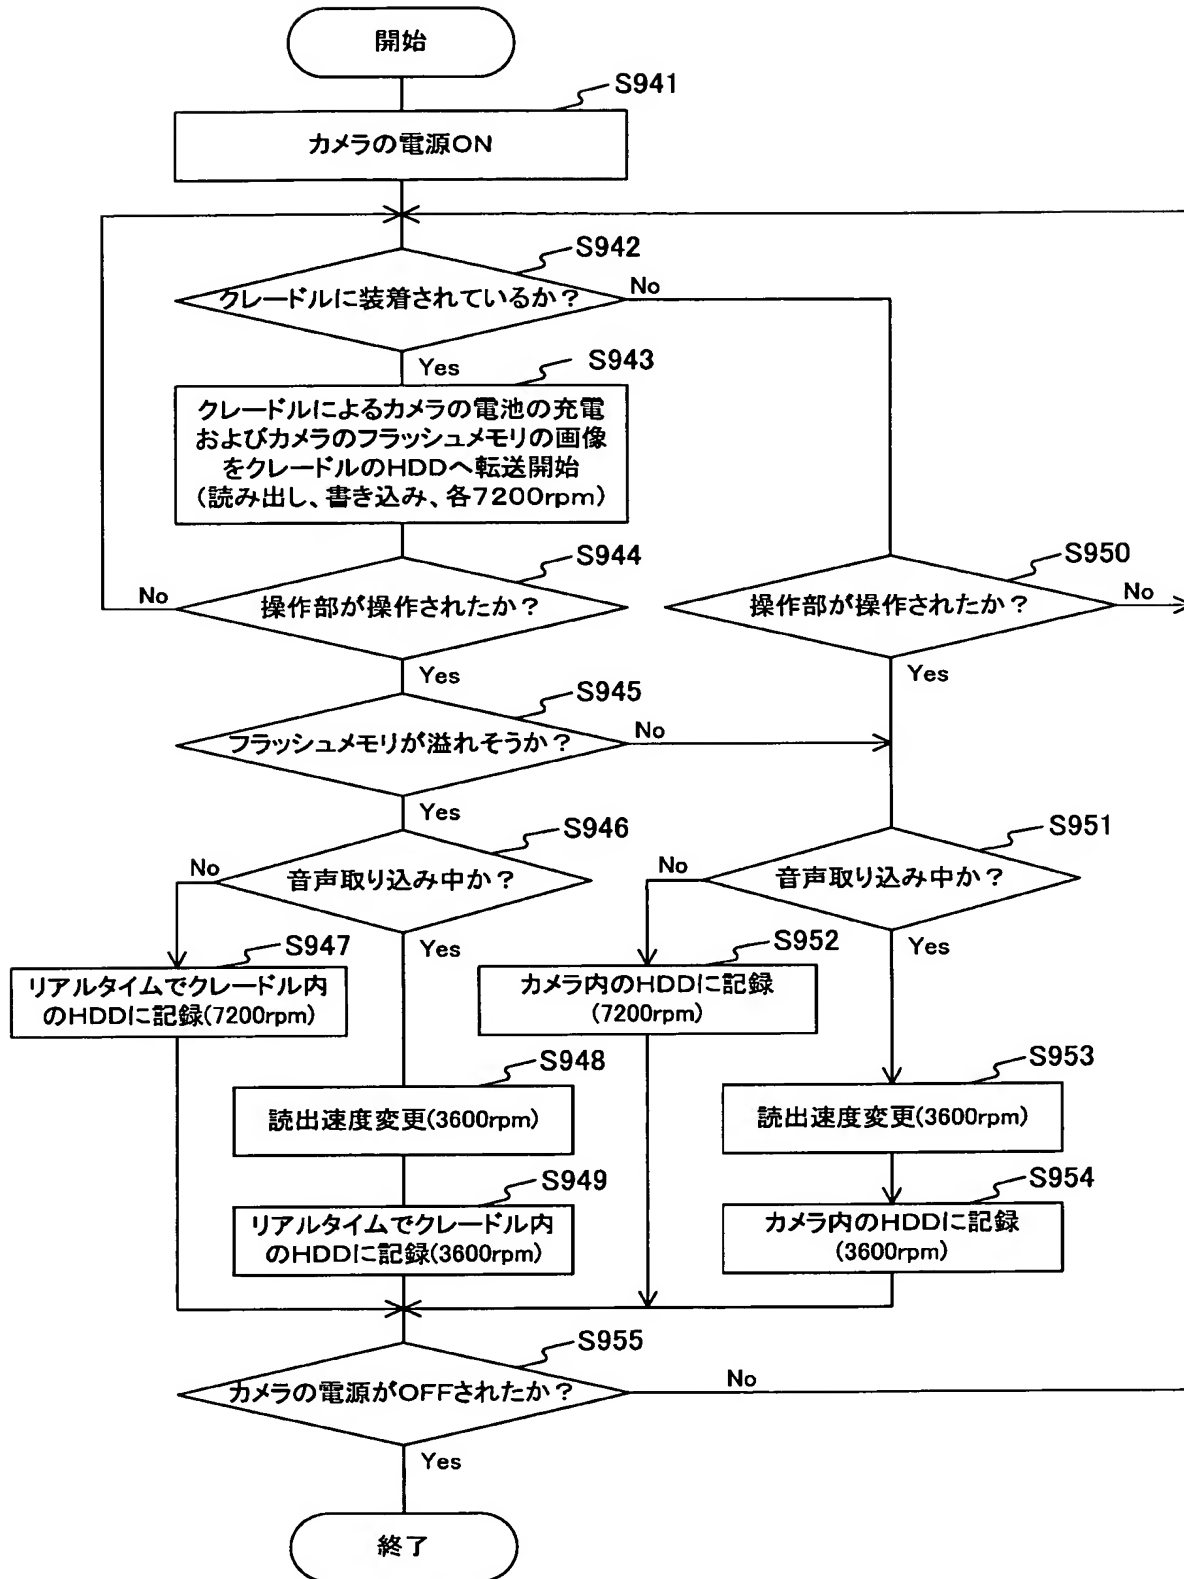 開始
S941
カメラの電源ON
S942
クレードルに装着されているか？
No
Yes
S943
クレードルによるカメラの電池の充電
およびカメラのフラッシュメモリの画像
をクレードルのHDDへ転送開始
(読み出し、書き込み、各7200rpm)
S944
No
操作部が操作されたか？
Yes
S950
操作部が操作されたか？
No
Yes
S945
フラッシュメモリが溢れそうか？
No
Yes
S946
No
音声取り込み中か？
Yes
S951
No
音声取り込み中か？
Yes
S947
リアルタイムでクレードル内
のHDDに記録(7200rpm)
S952
カメラ内のHDDに記録
(7200rpm)
S948
読出速度変更(3600rpm)
S953
読出速度変更(3600rpm)
S949
リアルタイムでクレードル内
のHDDに記録(3600rpm)
S954
カメラ内のHDDに記録
(3600rpm)
S955
カメラの電源がOFFされたか？
No
Yes
終了